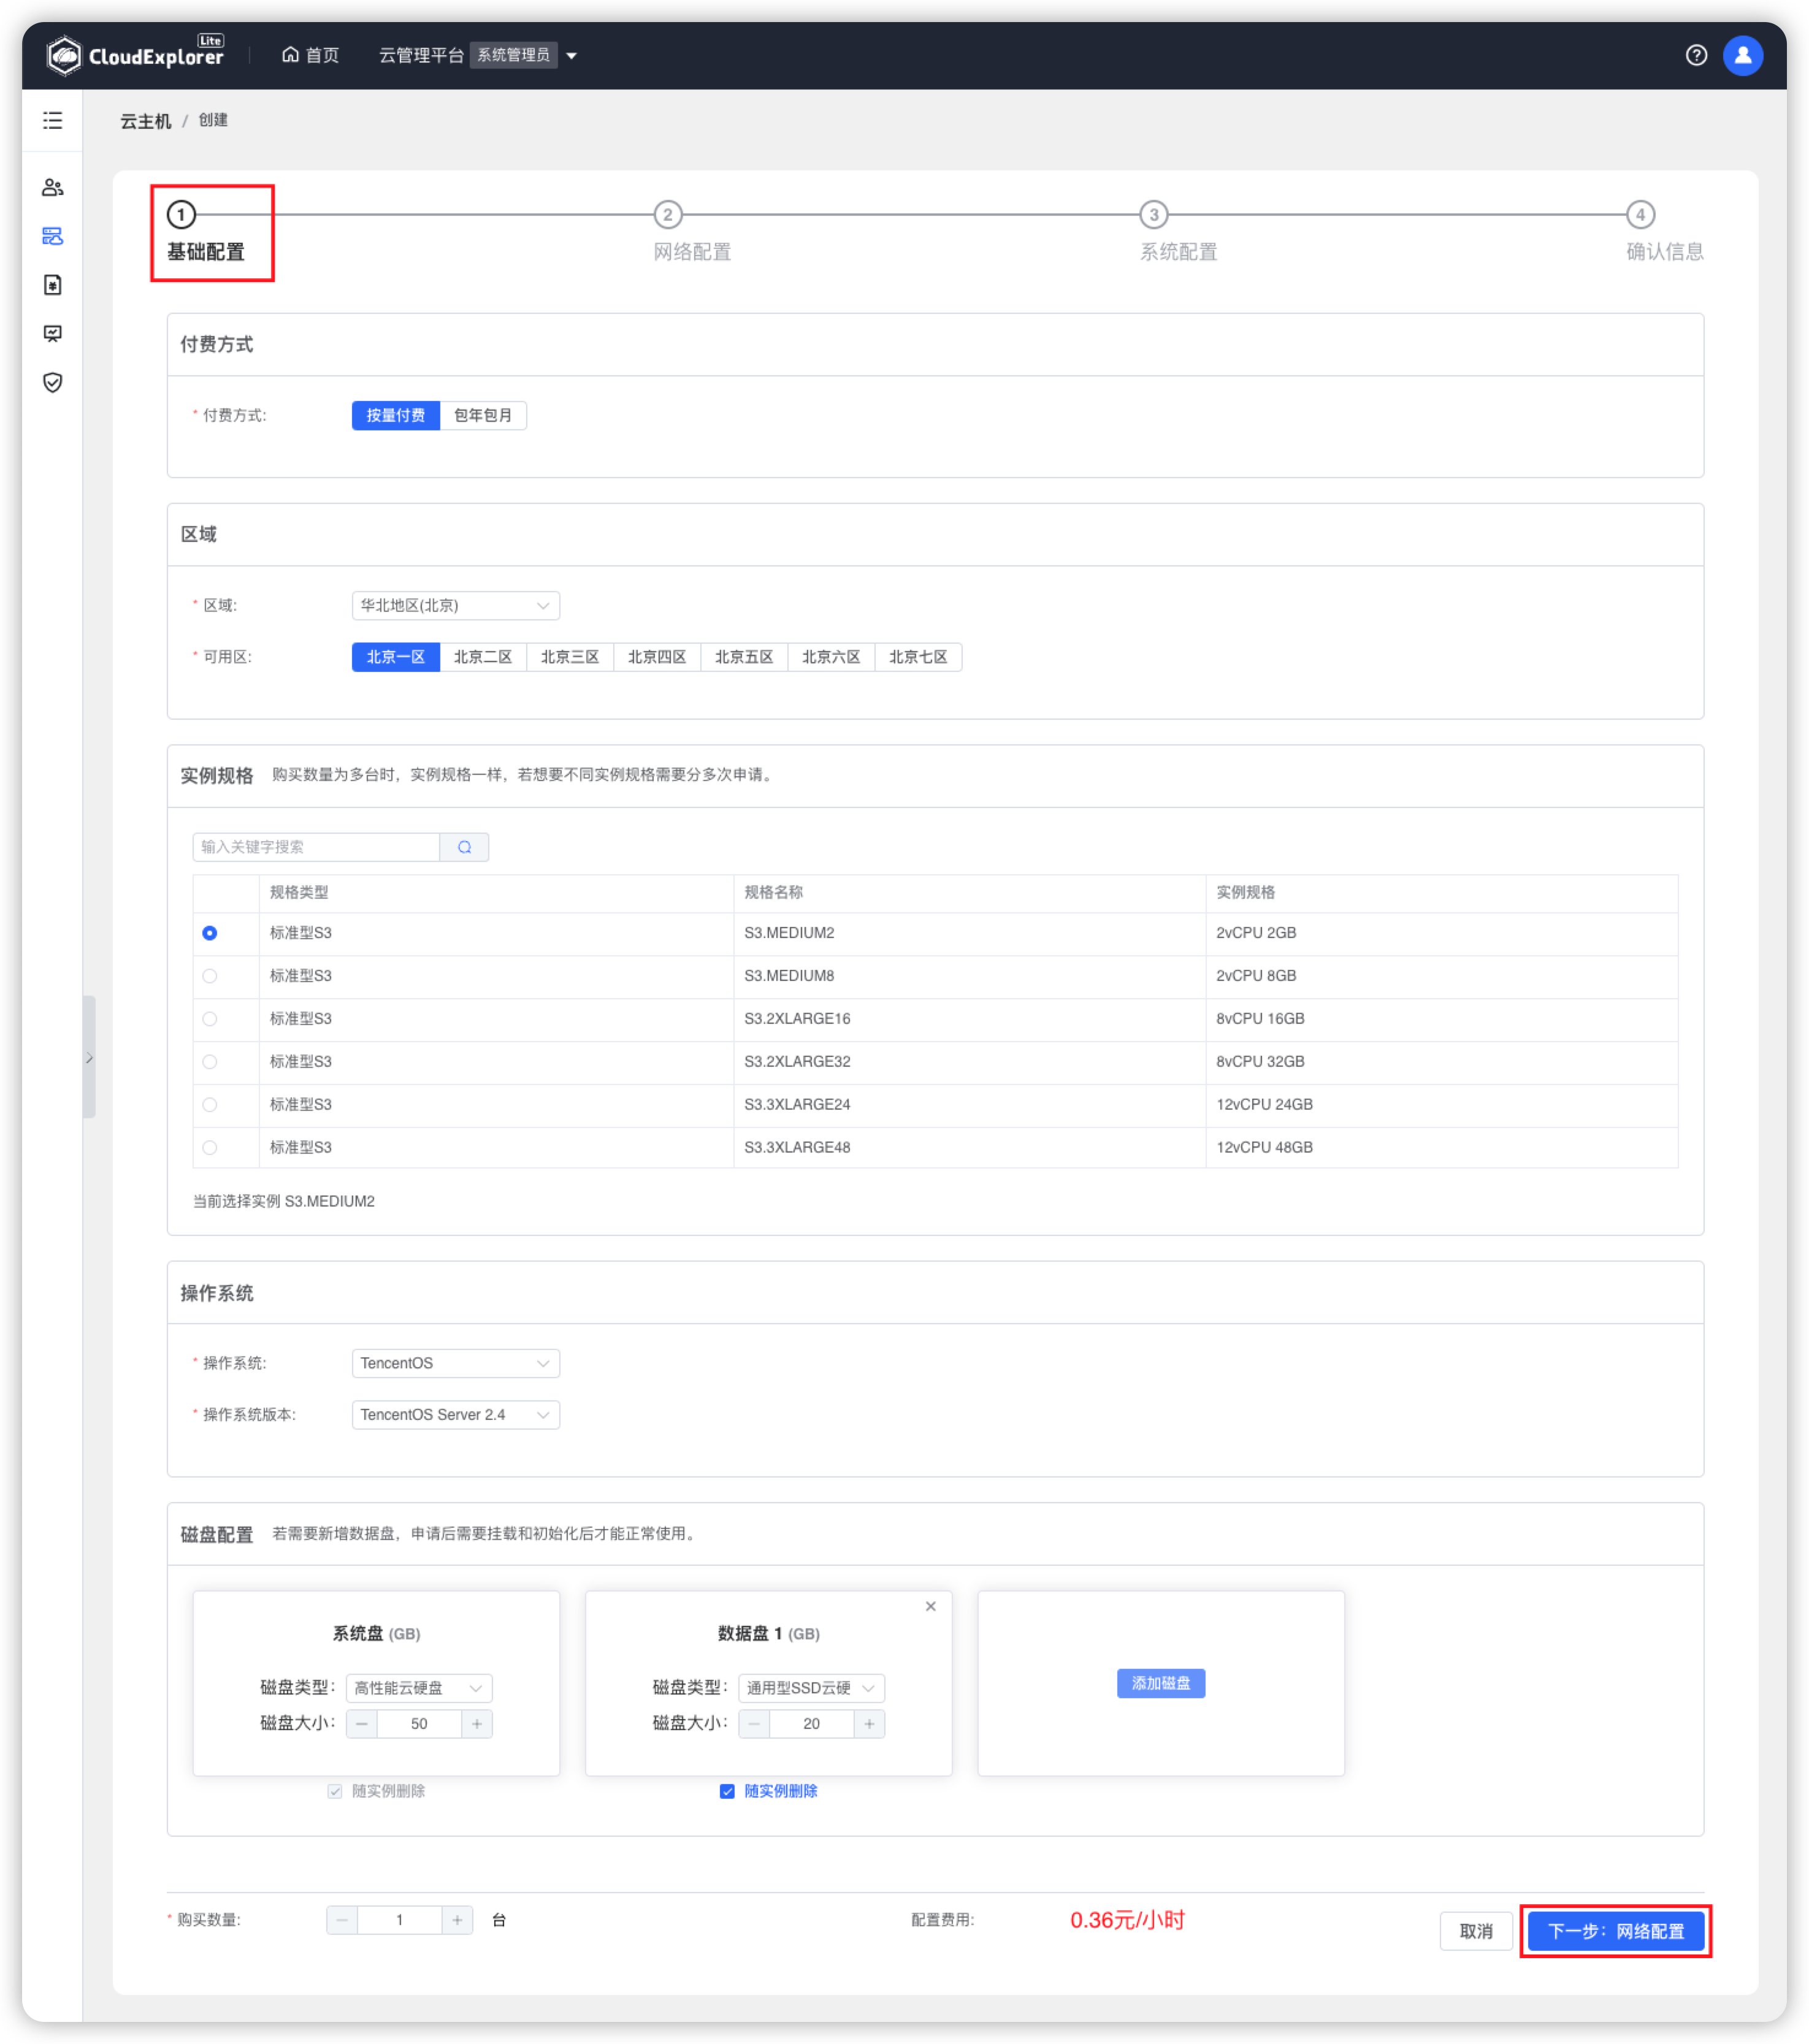 CloudExplorer Lite
首页
云管理平台 系统管理员
云主机 / 创建
1
基础配置
2
网络配置
3
系统配置
4
确认信息
付费方式
* 付费方式: 按量付费 包年包月
区域
* 区域: 华北地区(北京)
* 可用区: 北京一区 北京二区 北京三区 北京四区 北京五区 北京六区 北京七区
实例规格 购买数量为多台时，实例规格一样，若想要不同实例规格需要分多次申请。
输入关键字搜索
规格类型 规格名称 实例规格
标准型S3 S3.MEDIUM2 2vCPU 2GB
标准型S3 S3.MEDIUM8 2vCPU 8GB
标准型S3 S3.2XLARGE16 8vCPU 16GB
标准型S3 S3.2XLARGE32 8vCPU 32GB
标准型S3 S3.3XLARGE24 12vCPU 24GB
标准型S3 S3.3XLARGE48 12vCPU 48GB
当前选择实例 S3.MEDIUM2
操作系统
* 操作系统: TencentOS
* 操作系统版本: TencentOS Server 2.4
磁盘配置 若需要新增数据盘，申请后需要挂载和初始化后才能正常使用。
系统盘 (GB)
磁盘类型： 高性能云硬盘
磁盘大小： − 50 +
随实例删除
数据盘 1 (GB)
磁盘类型： 通用型SSD云硬
磁盘大小： − 20 +
随实例删除
添加磁盘
* 购买数量: − 1 + 台
配置费用: 0.36元/小时
取消
下一步：网络配置